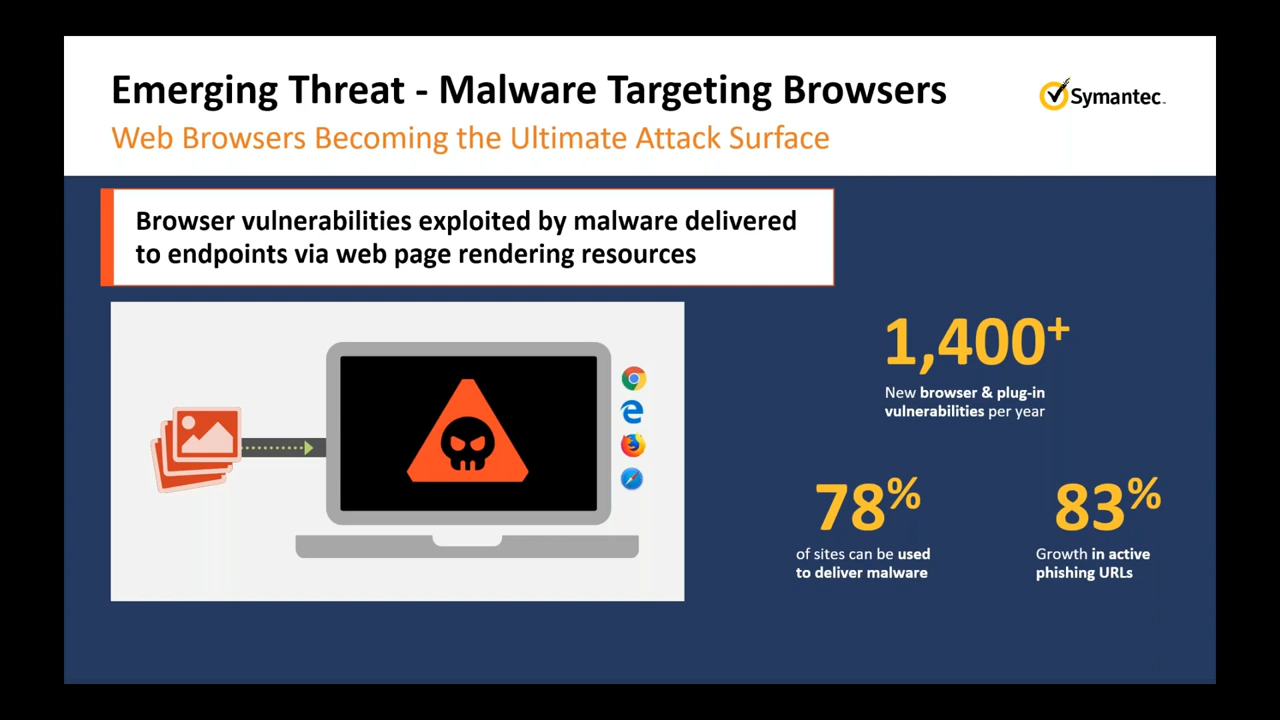 Emerging Threat - Malware Targeting Browsers
Web Browsers Becoming the Ultimate Attack Surface
Symantec™
Browser vulnerabilities exploited by malware delivered
to endpoints via web page rendering resources
1,400+
New browser & plug-in
vulnerabilities per year
78%
of sites can be used
to deliver malware
83%
Growth in active
phishing URLs